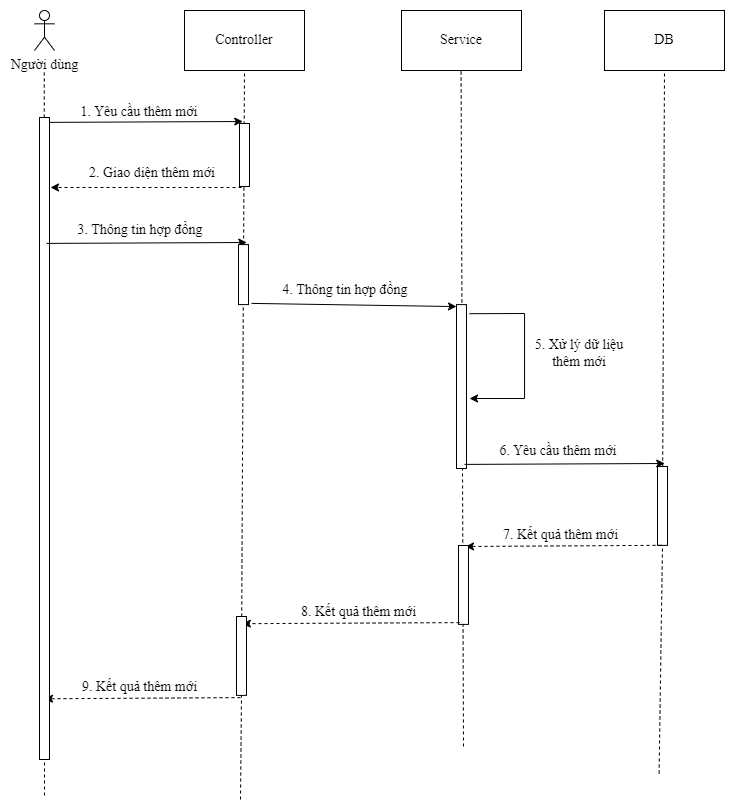 Người dùng
Controller
Service
DB
1. Yêu cầu thêm mới
2. Giao diện thêm mới
3. Thông tin hợp đồng
4. Thông tin hợp đồng
5. Xử lý dữ liệu
thêm mới
6. Yêu cầu thêm mới
7. Kết quả thêm mới
8. Kết quả thêm mới
9. Kết quả thêm mới